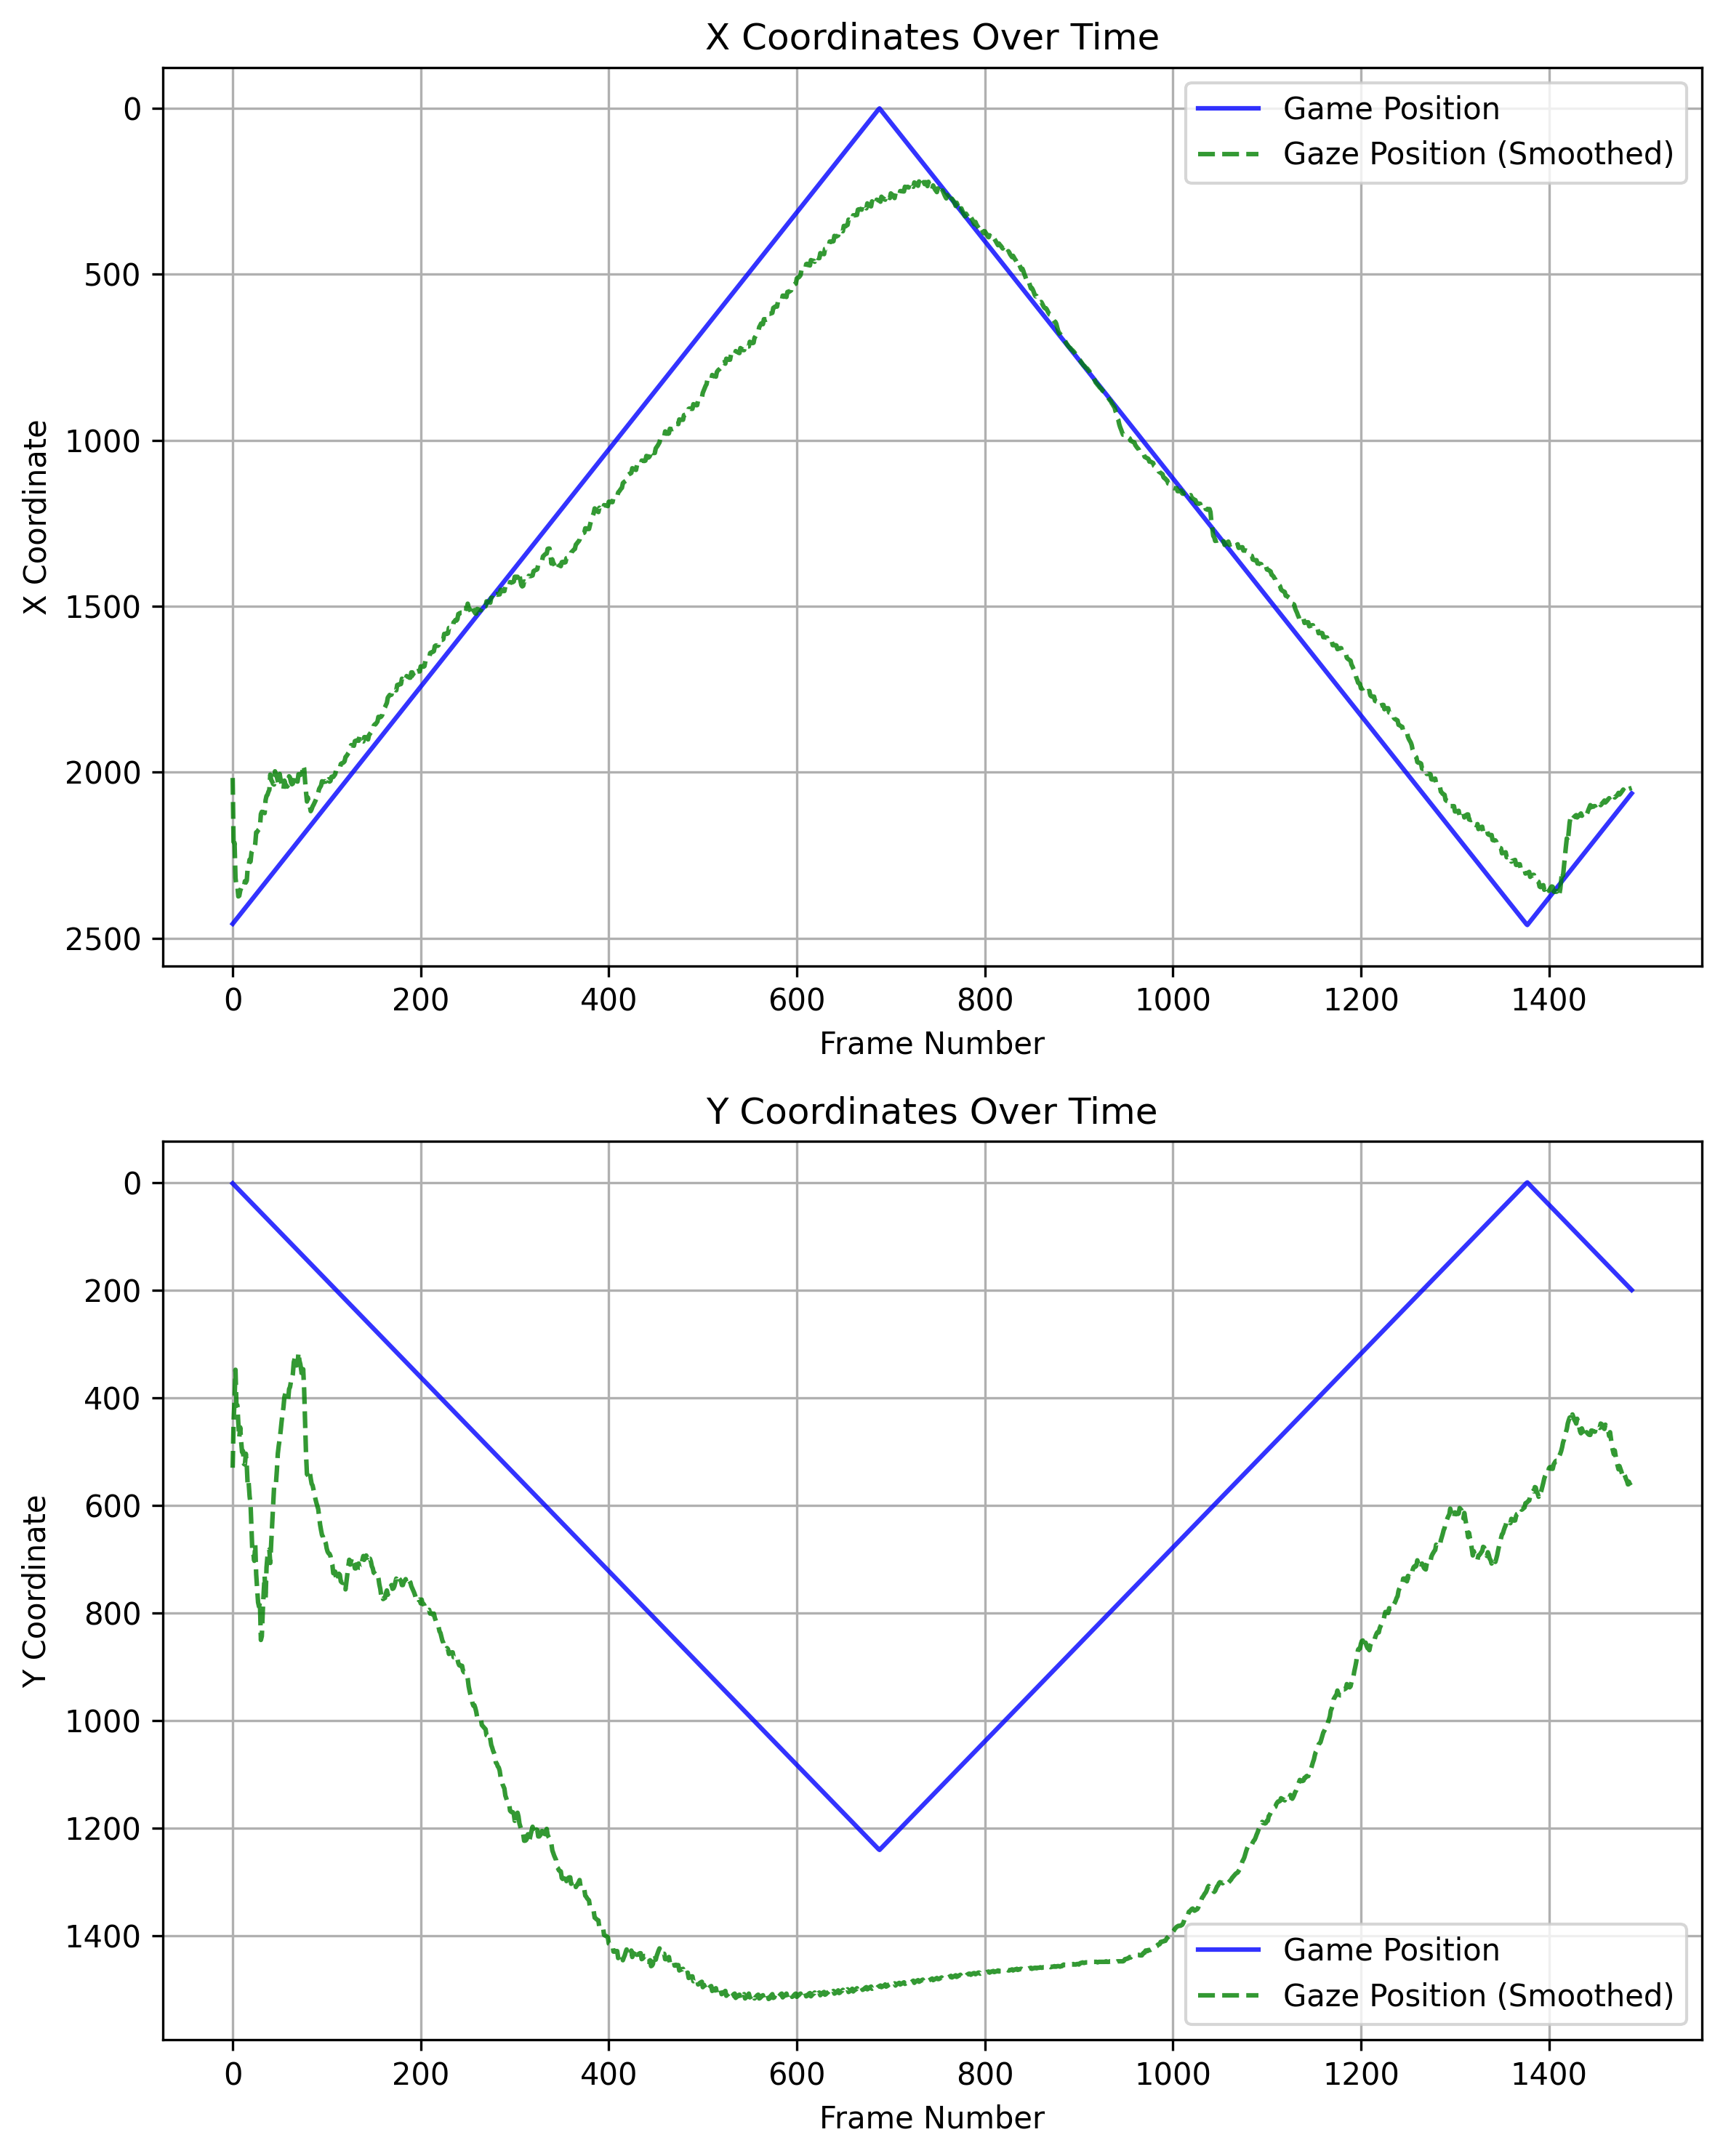 X Coordinates Over Time
X Coordinate
0
500
1000
1500
2000
2500
Game Position
Gaze Position (Smoothed)
0 200 400 600 800 1000 1200 1400
Frame Number
Y Coordinates Over Time
Y Coordinate
0
200
400
600
800
1000
1200
1400
Game Position
Gaze Position (Smoothed)
0 200 400 600 800 1000 1200 1400
Frame Number